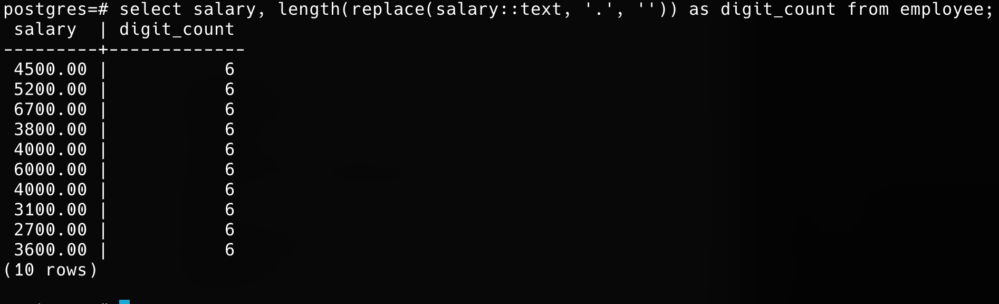 postgres=# select salary, length(replace(salary::text, '.', '')) as digit_count from employee;
 salary  | digit_count
---------+-------------
 4500.00 |           6
 5200.00 |           6
 6700.00 |           6
 3800.00 |           6
 4000.00 |           6
 6000.00 |           6
 4000.00 |           6
 3100.00 |           6
 2700.00 |           6
 3600.00 |           6
(10 rows)